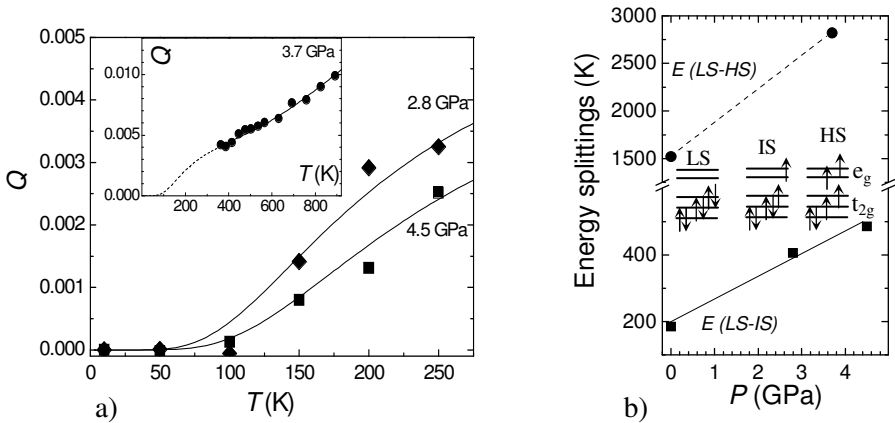 0.005
0.004
0.003
0.002
0.001
0.000
Q
0
50
100
150
200
250
T(K)
a)
2.8 GPa
4.5 GPa
3.7 GPa
Q
0.010
0.005
0.000
T(K)
200
400
600
800
Energy splittings (K)
3000
2750
2500
1750
1500
400
200
E (LS-HS)
LS
IS
HS
e_g
t_2g
E (LS-IS)
0
1
2
3
4
P (GPa)
b)